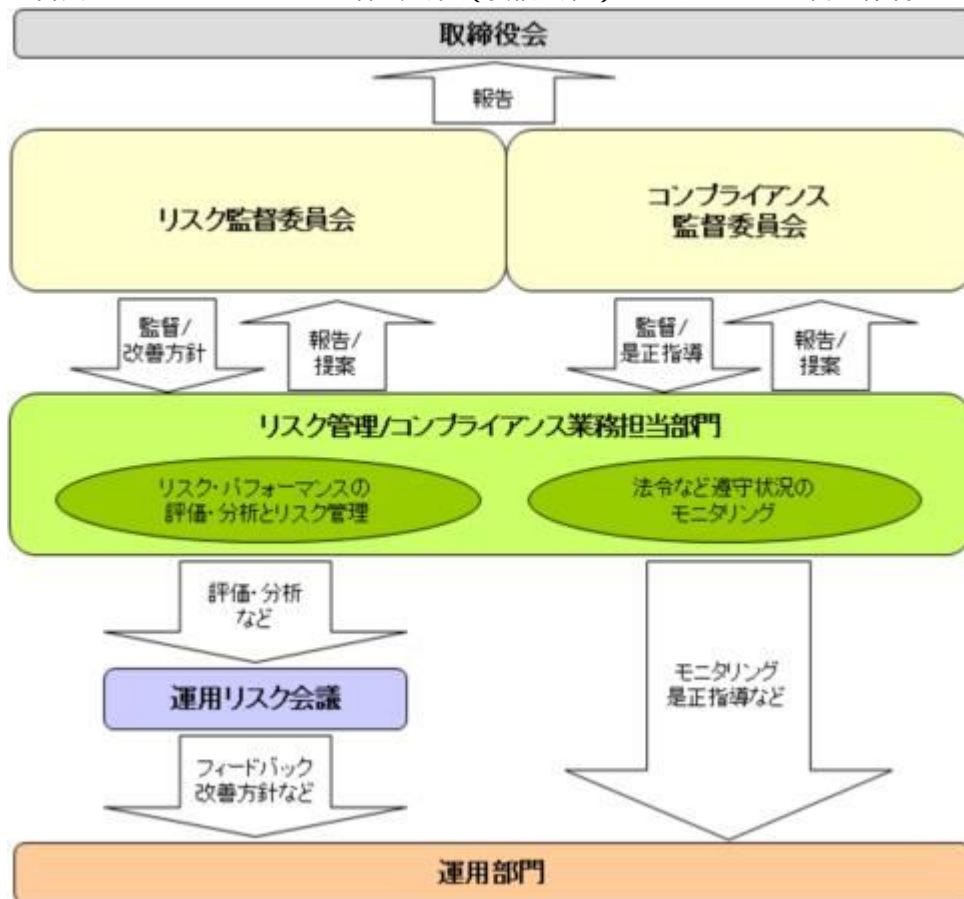 取締役会
報告
リスク監督委員会
コンプライアンス
監督委員会
監督/
改善方針
報告/
提案
監督/
是正指導
報告/
提案
リスク管理/コンプライアンス業務担当部門
リスク・パフォーマンスの
評価・分析とリスク管理
法令など遵守状況の
モニタリング
評価・分析
など
運用リスク会議
モニタリング
是正指導など
フィードバック
改善方針など
運用部門